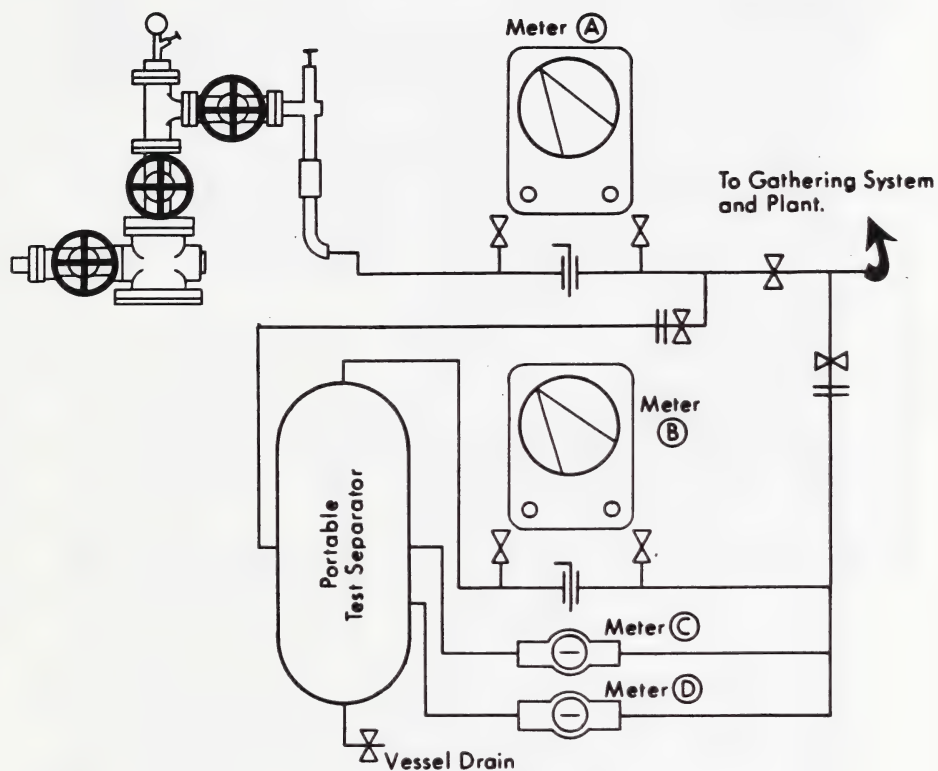 Meter A
To Gathering System
and Plant.
Meter
B
Portable
Test Separator
Meter C
Meter D
Vessel Drain